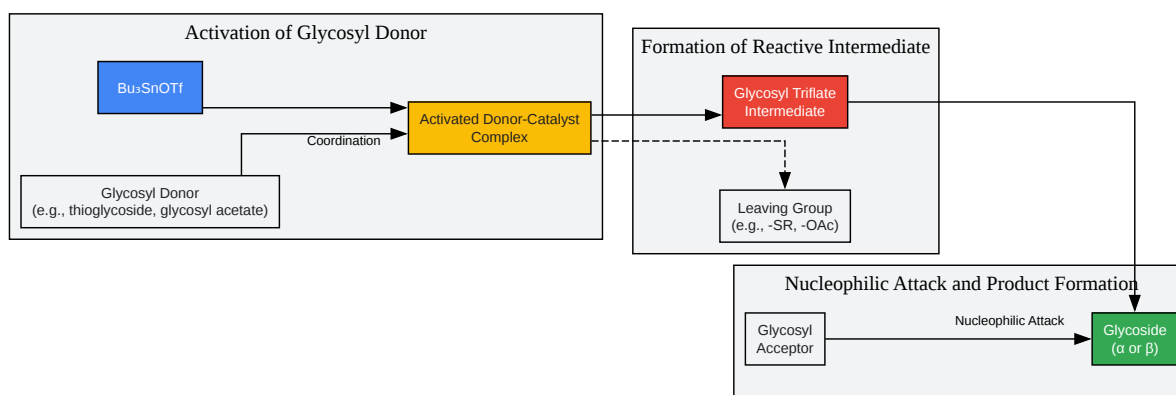 Activation of Glycosyl Donor
Bu₃SnOTf
Coordination
Activated Donor-Catalyst
Complex
Glycosyl Donor
(e.g., thioglycoside, glycosyl acetate)
Formation of Reactive Intermediate
Glycosyl Triflate
Intermediate
Leaving Group
(e.g., -SR, -OAc)
Nucleophilic Attack and Product Formation
Glycosyl
Acceptor
Nucleophilic Attack
Glycoside
(α or β)